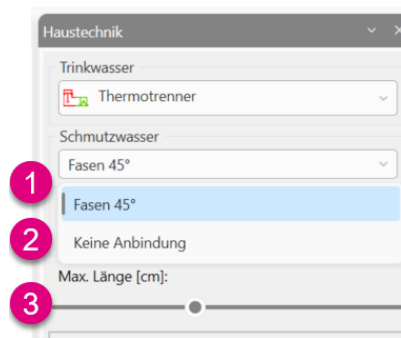 Haustechnik
Trinkwasser
Thermotrenner
Schmutzwasser
Fasen 45°
1
Fasen 45°
2
Keine Anbindung
Max. Länge [cm]:
3